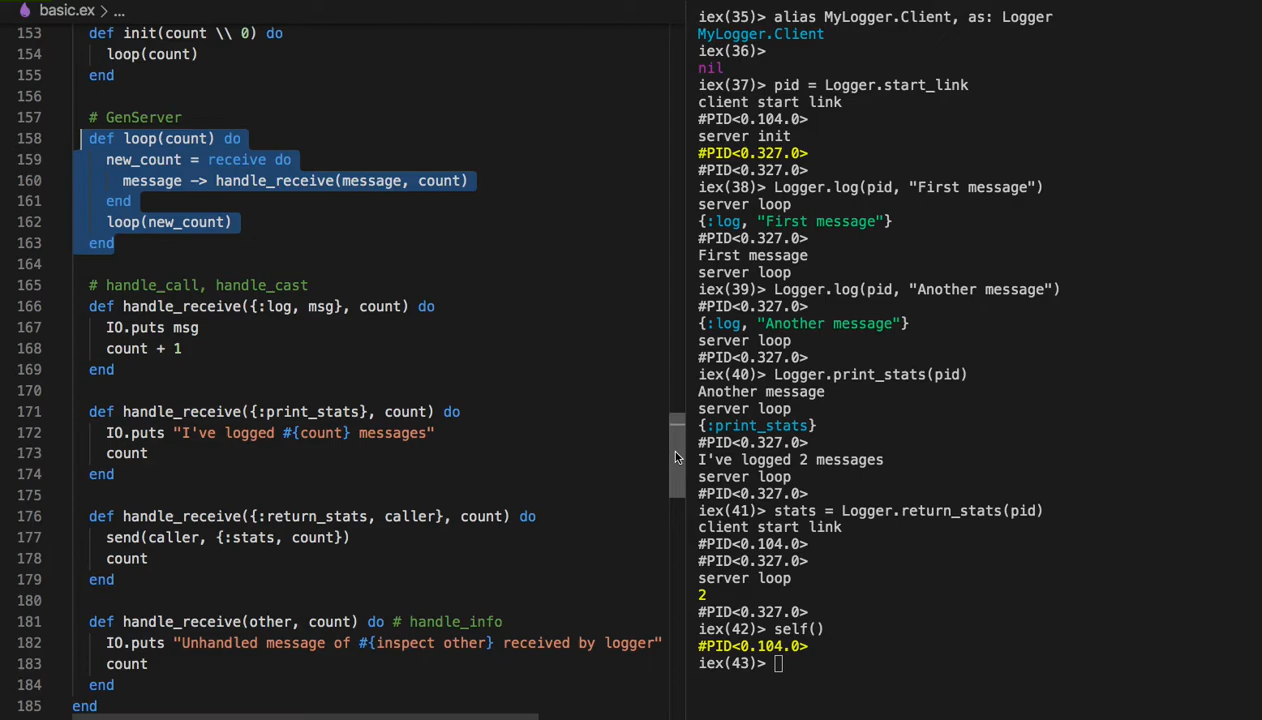 basic.ex > ...
153 def init(count \\ 0) do
154 loop(count)
155 end
156
157 # GenServer
158 def loop(count) do
159 new_count = receive do
160 message -> handle_receive(message, count)
161 end
162 loop(new_count)
163 end
164
165 # handle_call, handle_cast
166 def handle_receive({:log, msg}, count) do
167 IO.puts msg
168 count + 1
169 end
170
171 def handle_receive({:print_stats}, count) do
172 IO.puts "I've logged #{count} messages"
173 count
174 end
175
176 def handle_receive({:return_stats, caller}, count) do
177 send(caller, {:stats, count})
178 count
179 end
180
181 def handle_receive(other, count) do # handle_info
182 IO.puts "Unhandled message of #{inspect other} received by logger"
183 count
184 end
185 end
iex(35)> alias MyLogger.Client, as: Logger
MyLogger.Client
iex(36)>
nil
iex(37)> pid = Logger.start_link
client start link
#PID<0.104.0>
server init
#PID<0.327.0>
#PID<0.327.0>
iex(38)> Logger.log(pid, "First message")
server loop
{:log, "First message"}
#PID<0.327.0>
First message
server loop
iex(39)> Logger.log(pid, "Another message")
#PID<0.327.0>
{:log, "Another message"}
server loop
#PID<0.327.0>
iex(40)> Logger.print_stats(pid)
Another message
server loop
{:print_stats}
#PID<0.327.0>
I've logged 2 messages
server loop
#PID<0.327.0>
iex(41)> stats = Logger.return_stats(pid)
client start link
#PID<0.104.0>
#PID<0.327.0>
server loop
2
#PID<0.327.0>
iex(42)> self()
#PID<0.104.0>
iex(43)>